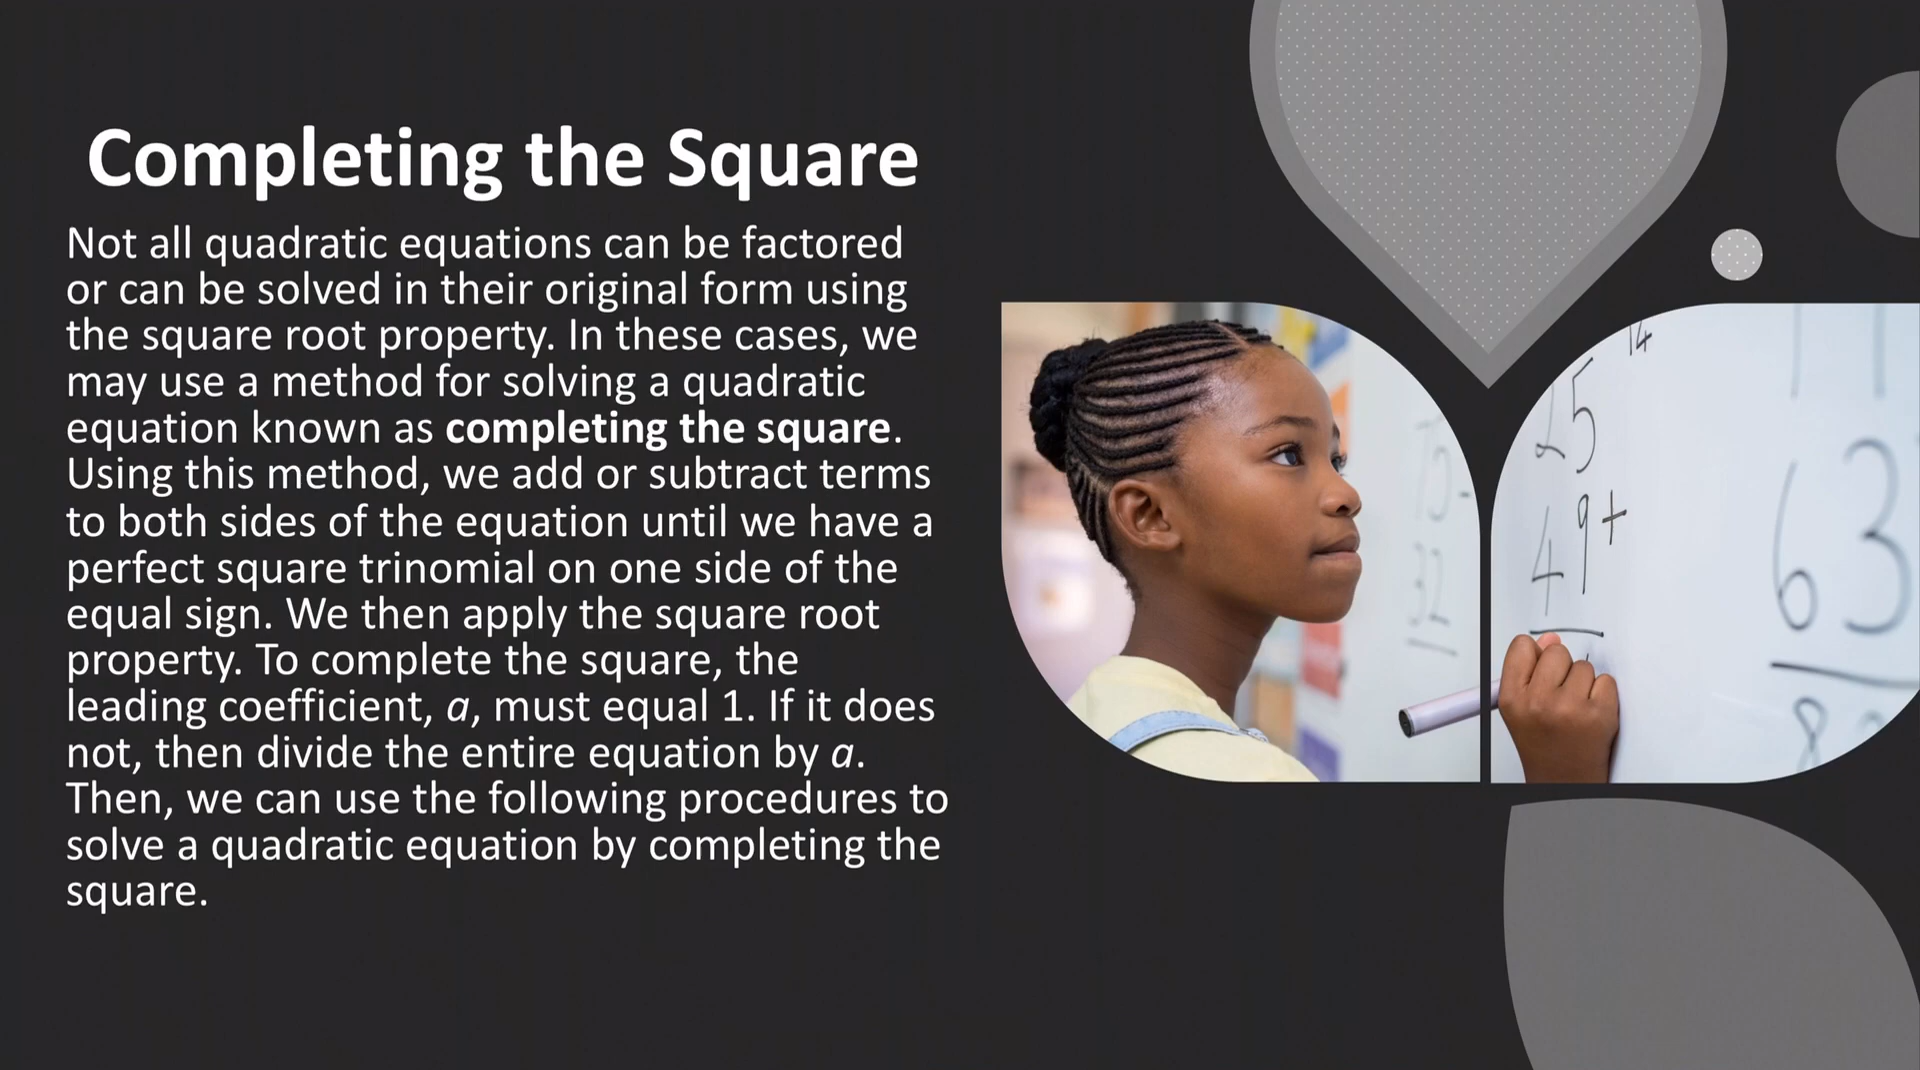 Completing the Square
Not all quadratic equations can be factored
or can be solved in their original form using
the square root property. In these cases, we
may use a method for solving a quadratic
equation known as completing the square.
Using this method, we add or subtract terms
to both sides of the equation until we have a
perfect square trinomial on one side of the
equal sign. We then apply the square root
property. To complete the square, the
leading coefficient, a, must equal 1. If it does
not, then divide the entire equation by a.
Then, we can use the following procedures to
solve a quadratic equation by completing the
square.
14
25
49+
63
32